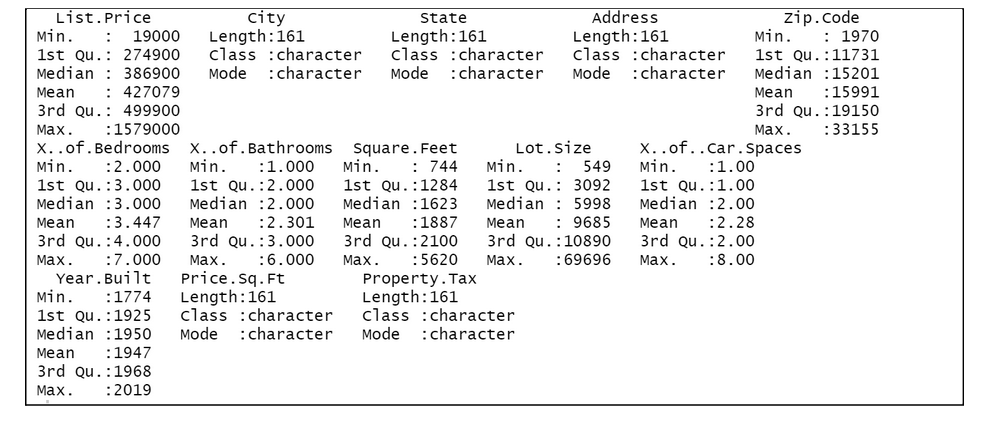 List.Price          City              State             Address            Zip.Code
Min.   :  19000   Length:161         Length:161         Length:161         Min.   : 1970
1st Qu.: 274900   Class :character   Class :character   Class :character   1st Qu.:11731
Median : 386900   Mode  :character   Mode  :character   Mode  :character   Median :15201
Mean   : 427079                                                            Mean   :15991
3rd Qu.: 499900                                                            3rd Qu.:19150
Max.   :1579000                                                            Max.   :33155
X..of.Bedrooms  X..of.Bathrooms  Square.Feet      Lot.Size     X..of..Car.Spaces
Min.   :2.000   Min.   :1.000   Min.   : 744   Min.   :  549   Min.   :1.00
1st Qu.:3.000   1st Qu.:2.000   1st Qu.:1284   1st Qu.: 3092   1st Qu.:1.00
Median :3.000   Median :2.000   Median :1623   Median : 5998   Median :2.00
Mean   :3.447   Mean   :2.301   Mean   :1887   Mean   : 9685   Mean   :2.28
3rd Qu.:4.000   3rd Qu.:3.000   3rd Qu.:2100   3rd Qu.:10890   3rd Qu.:2.00
Max.   :7.000   Max.   :6.000   Max.   :5620   Max.   :69696   Max.   :8.00
  Year.Built   Price.Sq.Ft        Property.Tax
Min.   :1774   Length:161         Length:161
1st Qu.:1925   Class :character   Class :character
Median :1950   Mode  :character   Mode  :character
Mean   :1947
3rd Qu.:1968
Max.   :2019